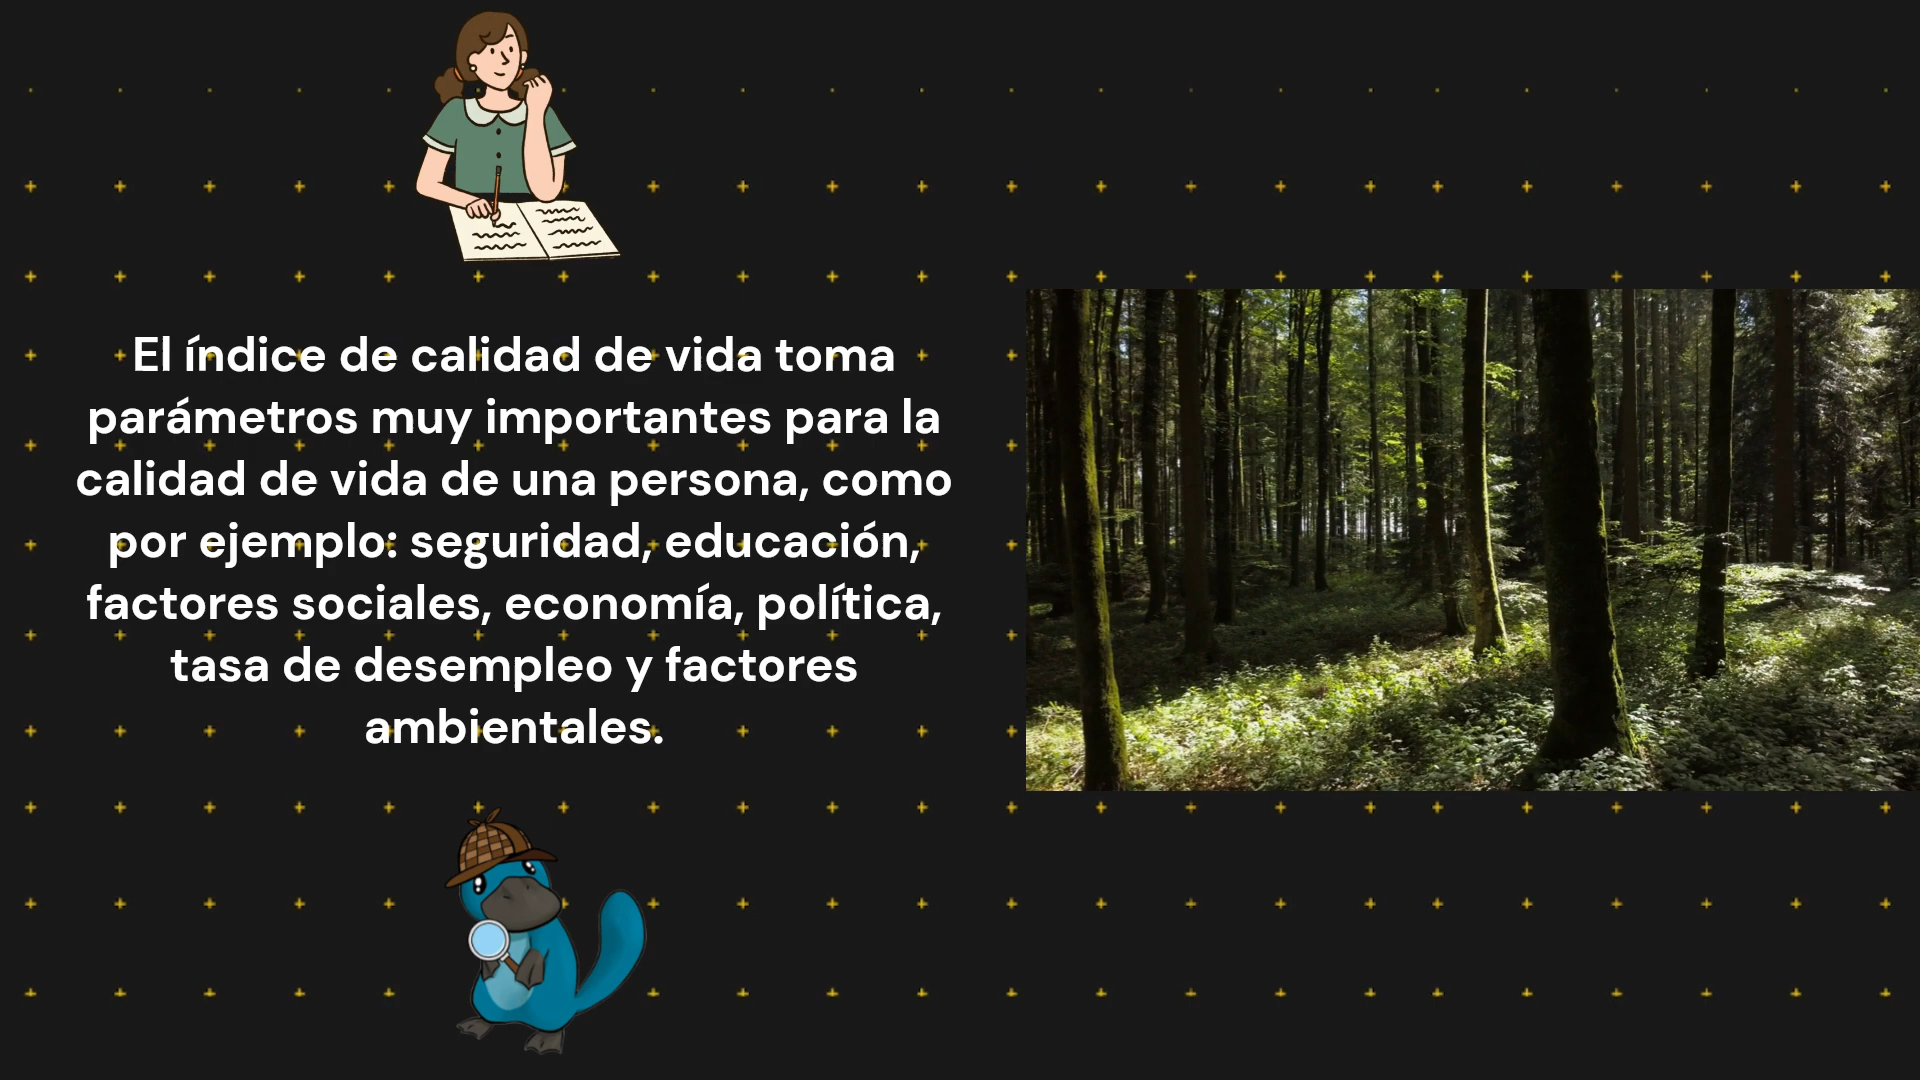 El índice de calidad de vida toma
parámetros muy importantes para la
calidad de vida de una persona, como
por ejemplo: seguridad, educación,
factores sociales, economía, política,
tasa de desempleo y factores
ambientales.